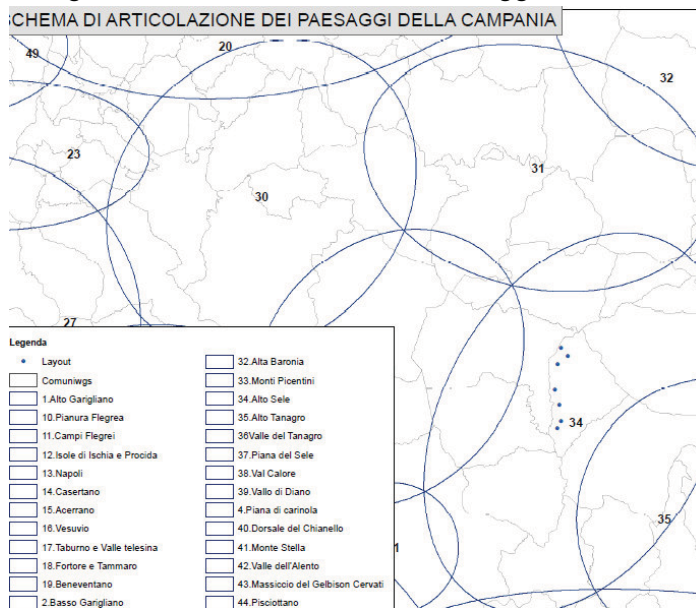 SCHEMA DI ARTICOLAZIONE DEI PAESAGGI DELLA CAMPANIA
49
20
32
23
31
30
27
34
35
1
Legenda
Layout
Comuniwgs
1.Alto Garigliano
10.Pianura Flegrea
11.Campi Flegrei
12.Isole di Ischia e Procida
13.Napoli
14.Casertano
15.Acerrano
16.Vesuvio
17.Taburno e Valle telesina
18.Fortore e Tammaro
19.Beneventano
2.Basso Garigliano
32.Alta Baronia
33.Monti Picentini
34.Alto Sele
35.Alto Tanagro
36Valle del Tanagro
37.Piana del Sele
38.Val Calore
39.Vallo di Diano
4.Piana di carinola
40.Dorsale del Chianello
41.Monte Stella
42.Valle dell'Alento
43.Massiccio del Gelbison Cervati
44.Pisciottano